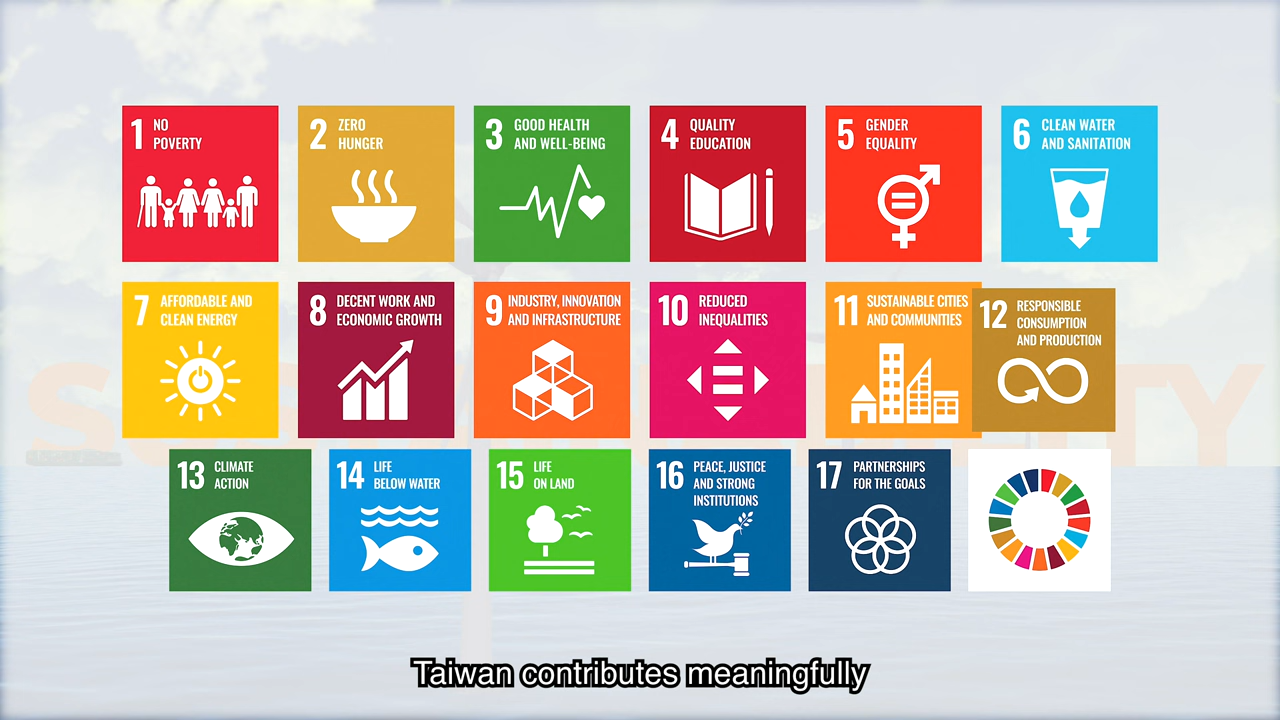 1 NO
POVERTY
2 ZERO
HUNGER
3 GOOD HEALTH
AND WELL-BEING
4 QUALITY
EDUCATION
5 GENDER
EQUALITY
6 CLEAN WATER
AND SANITATION
7 AFFORDABLE AND
CLEAN ENERGY
8 DECENT WORK AND
ECONOMIC GROWTH
9 INDUSTRY, INNOVATION
AND INFRASTRUCTURE
10 REDUCED
INEQUALITIES
11 SUSTAINABLE CITIES
AND COMMUNITIES
12 RESPONSIBLE
CONSUMPTION
AND PRODUCTION
13 CLIMATE
ACTION
14 LIFE
BELOW WATER
15 LIFE
ON LAND
16 PEACE, JUSTICE
AND STRONG
INSTITUTIONS
17 PARTNERSHIPS
FOR THE GOALS
Taiwan contributes meaningfully